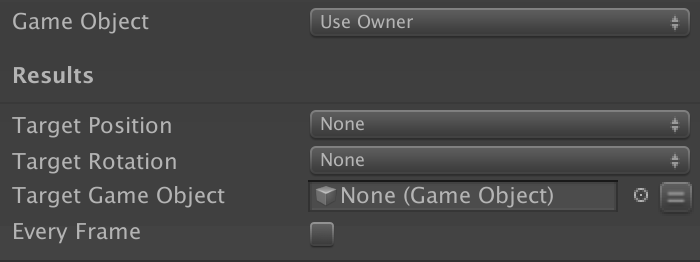 Game Object Use Owner
Results
Target Position None
Target Rotation None
Target Game Object None (Game Object)
Every Frame